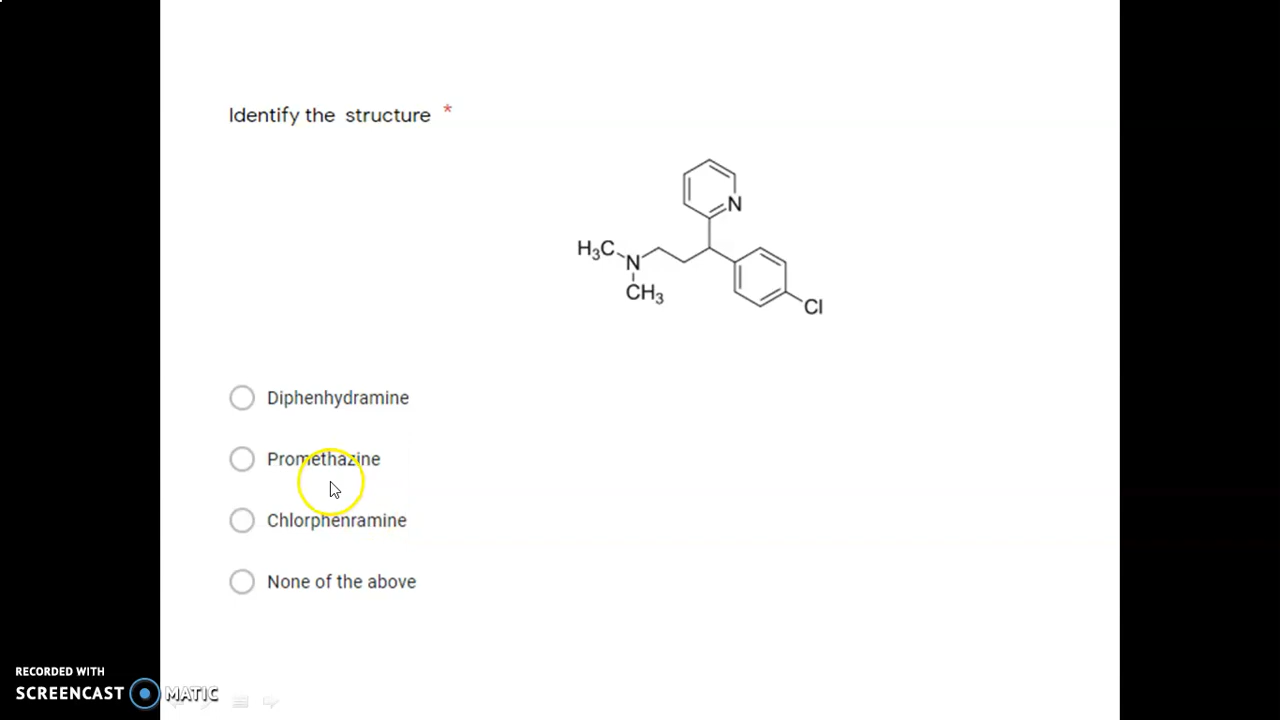 Identify the structure *
N
H₃C
N
CH₃
Cl
Diphenhydramine
Promethazine
Chlorphenramine
None of the above
RECORDED WITH
SCREENCAST MATIC